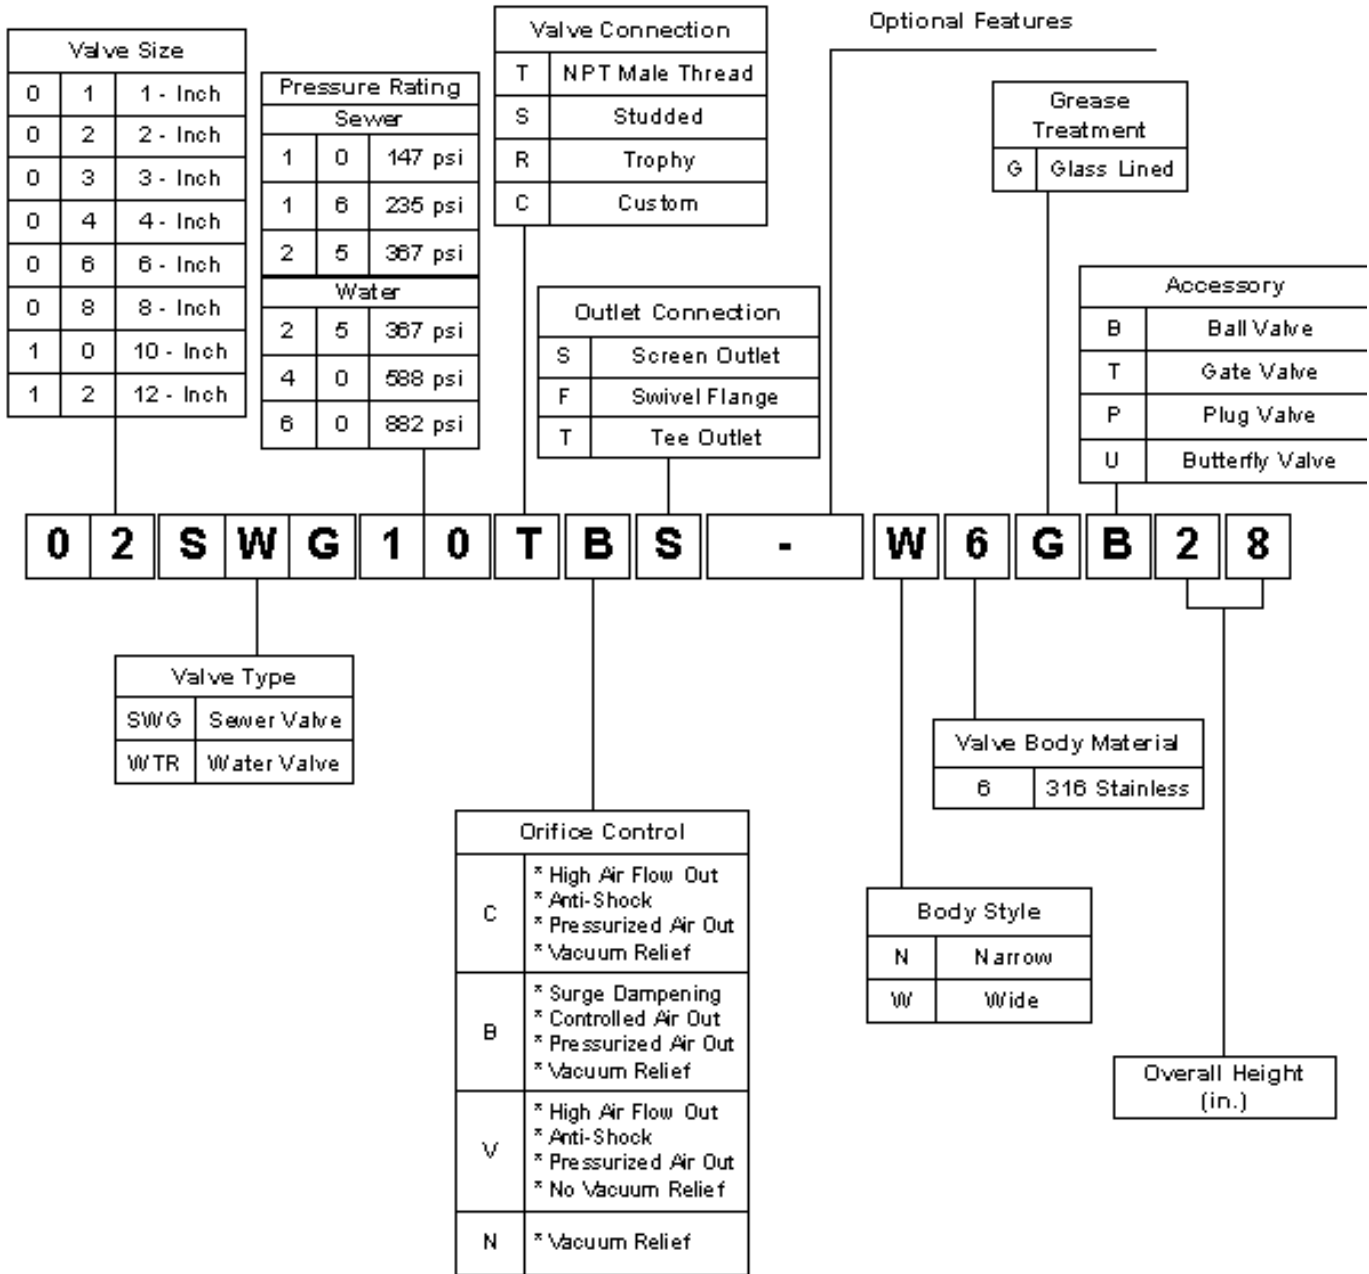 Valve Size
0 1 1 - Inch
0 2 2 - Inch
0 3 3 - Inch
0 4 4 - Inch
0 6 6 - Inch
0 8 8 - Inch
1 0 10 - Inch
1 2 12 - Inch
Pressure Rating
Sewer
1 0 147 psi
1 6 235 psi
2 5 367 psi
Water
2 5 367 psi
4 0 588 psi
6 0 882 psi
Valve Connection
T NPT Male Thread
S Studded
R Trophy
C Custom
Outlet Connection
S Screen Outlet
F Swivel Flange
T Tee Outlet
Optional Features
Grease
Treatment
G Glass Lined
Accessory
B Ball Valve
T Gate Valve
P Plug Valve
U Butterfly Valve
0 2 S W G 1 0 T B S - W 6 G B 2 8
Valve Type
SWG Sewer Valve
WTR Water Valve
Orifice Control
C
* High Air Flow Out
* Anti-Shock
* Pressurized Air Out
* Vacuum Relief
B
* Surge Dampening
* Controlled Air Out
* Pressurized Air Out
* Vacuum Relief
V
* High Air Flow Out
* Anti-Shock
* Pressurized Air Out
* No Vacuum Relief
N * Vacuum Relief
Valve Body Material
6 316 Stainless
Body Style
N Narrow
W Wide
Overall Height
(in.)